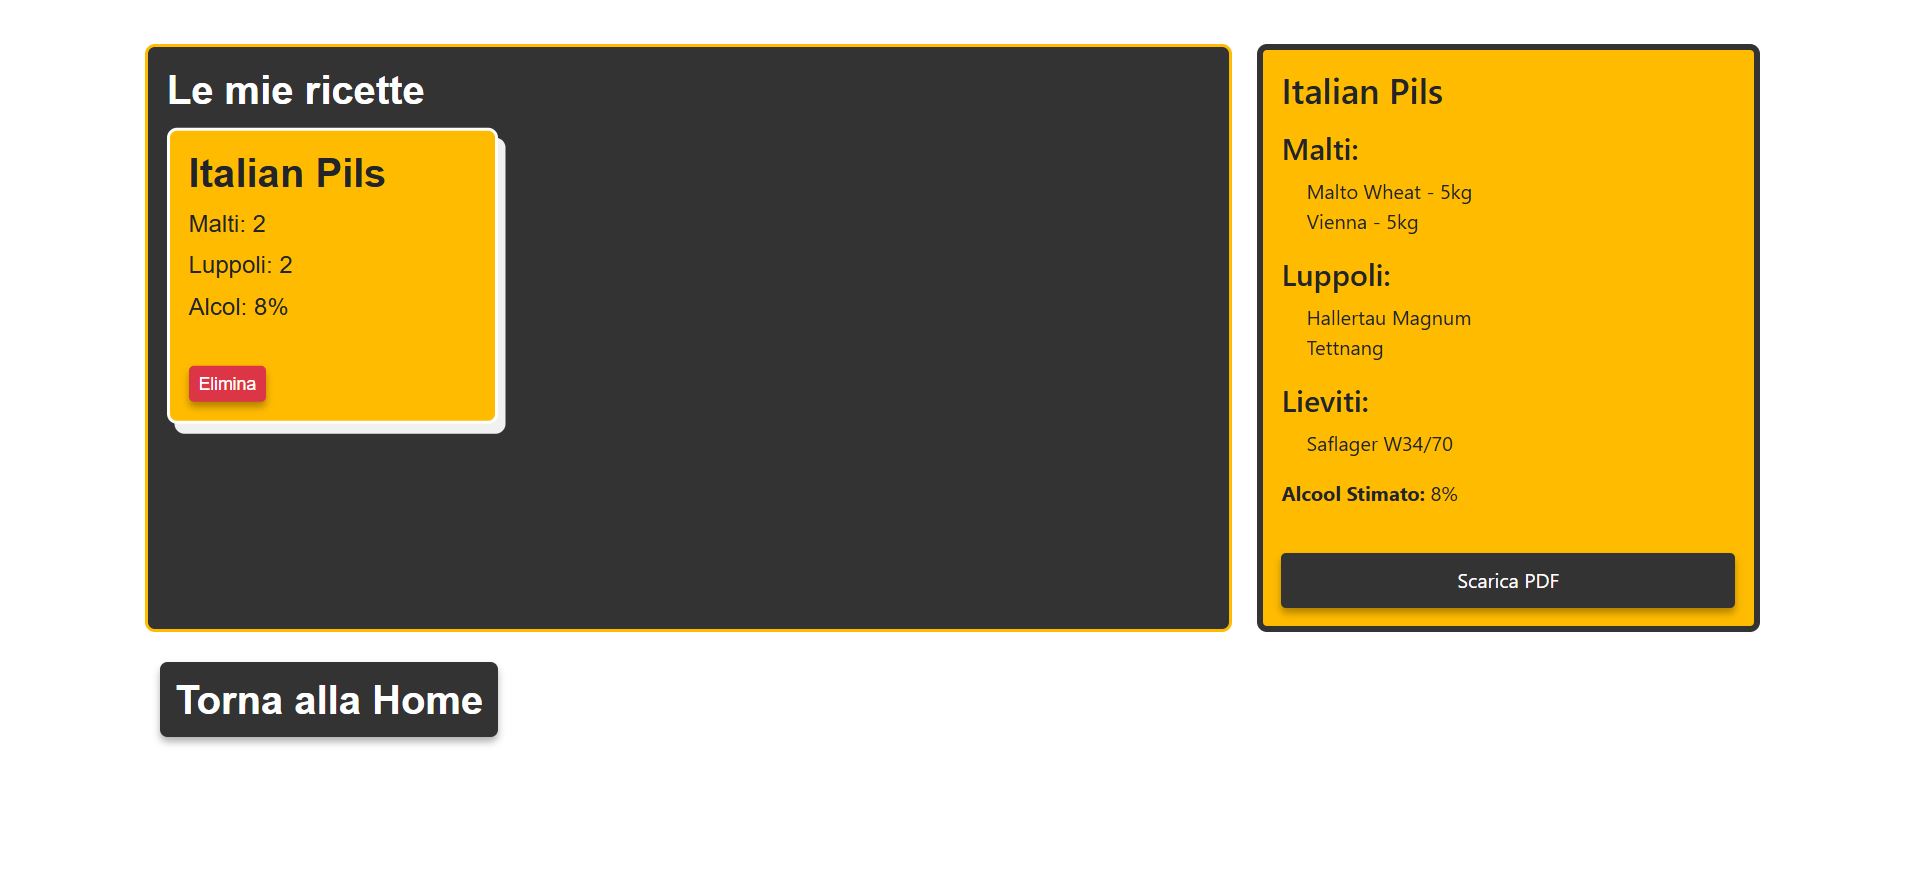 Le mie ricette
Italian Pils
Malti: 2
Luppoli: 2
Alcol: 8%
Elimina
Italian Pils
Malti:
Malto Wheat - 5kg
Vienna - 5kg
Luppoli:
Hallertau Magnum
Tettnang
Lieviti:
Saflager W34/70
Alcool Stimato: 8%
Scarica PDF
Torna alla Home